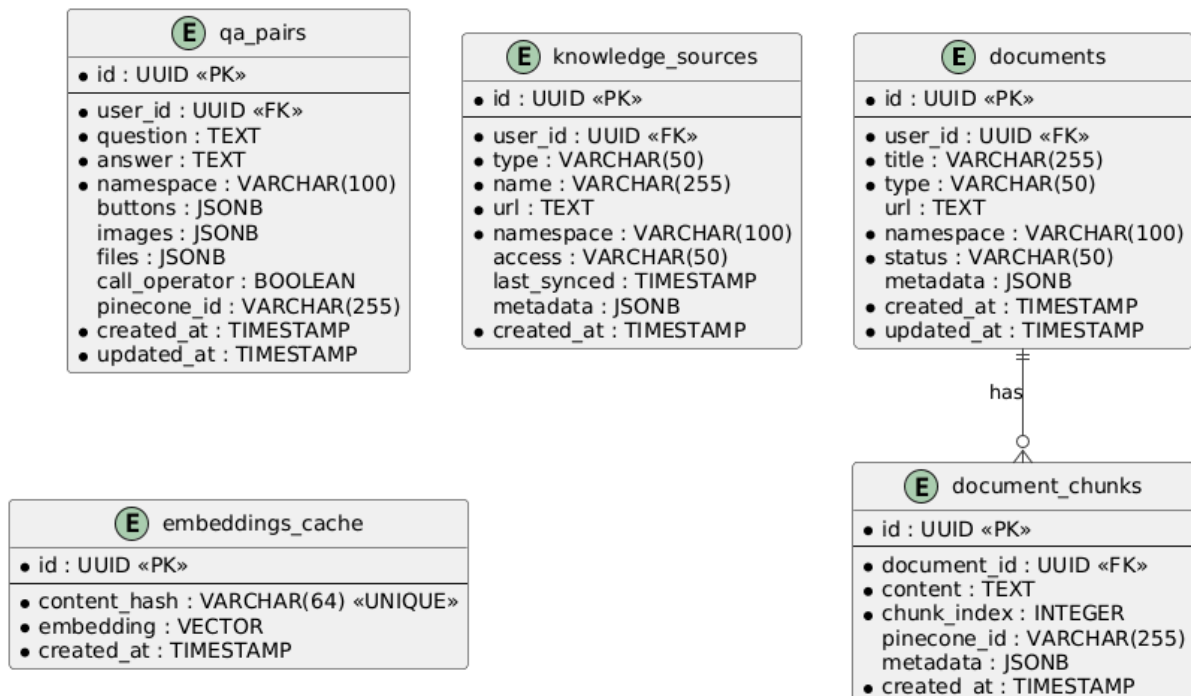 E qa_pairs
id : UUID «PK»
user_id : UUID «FK»
question : TEXT
answer : TEXT
namespace : VARCHAR(100)
buttons : JSONB
images : JSONB
files : JSONB
call_operator : BOOLEAN
pinecone_id : VARCHAR(255)
created_at : TIMESTAMP
updated_at : TIMESTAMP
E knowledge_sources
id : UUID «PK»
user_id : UUID «FK»
type : VARCHAR(50)
name : VARCHAR(255)
url : TEXT
namespace : VARCHAR(100)
access : VARCHAR(50)
last_synced : TIMESTAMP
metadata : JSONB
created_at : TIMESTAMP
E documents
id : UUID «PK»
user_id : UUID «FK»
title : VARCHAR(255)
type : VARCHAR(50)
url : TEXT
namespace : VARCHAR(100)
status : VARCHAR(50)
metadata : JSONB
created_at : TIMESTAMP
updated_at : TIMESTAMP
has
E embeddings_cache
id : UUID «PK»
content_hash : VARCHAR(64) «UNIQUE»
embedding : VECTOR
created_at : TIMESTAMP
E document_chunks
id : UUID «PK»
document_id : UUID «FK»
content : TEXT
chunk_index : INTEGER
pinecone_id : VARCHAR(255)
metadata : JSONB
created_at : TIMESTAMP